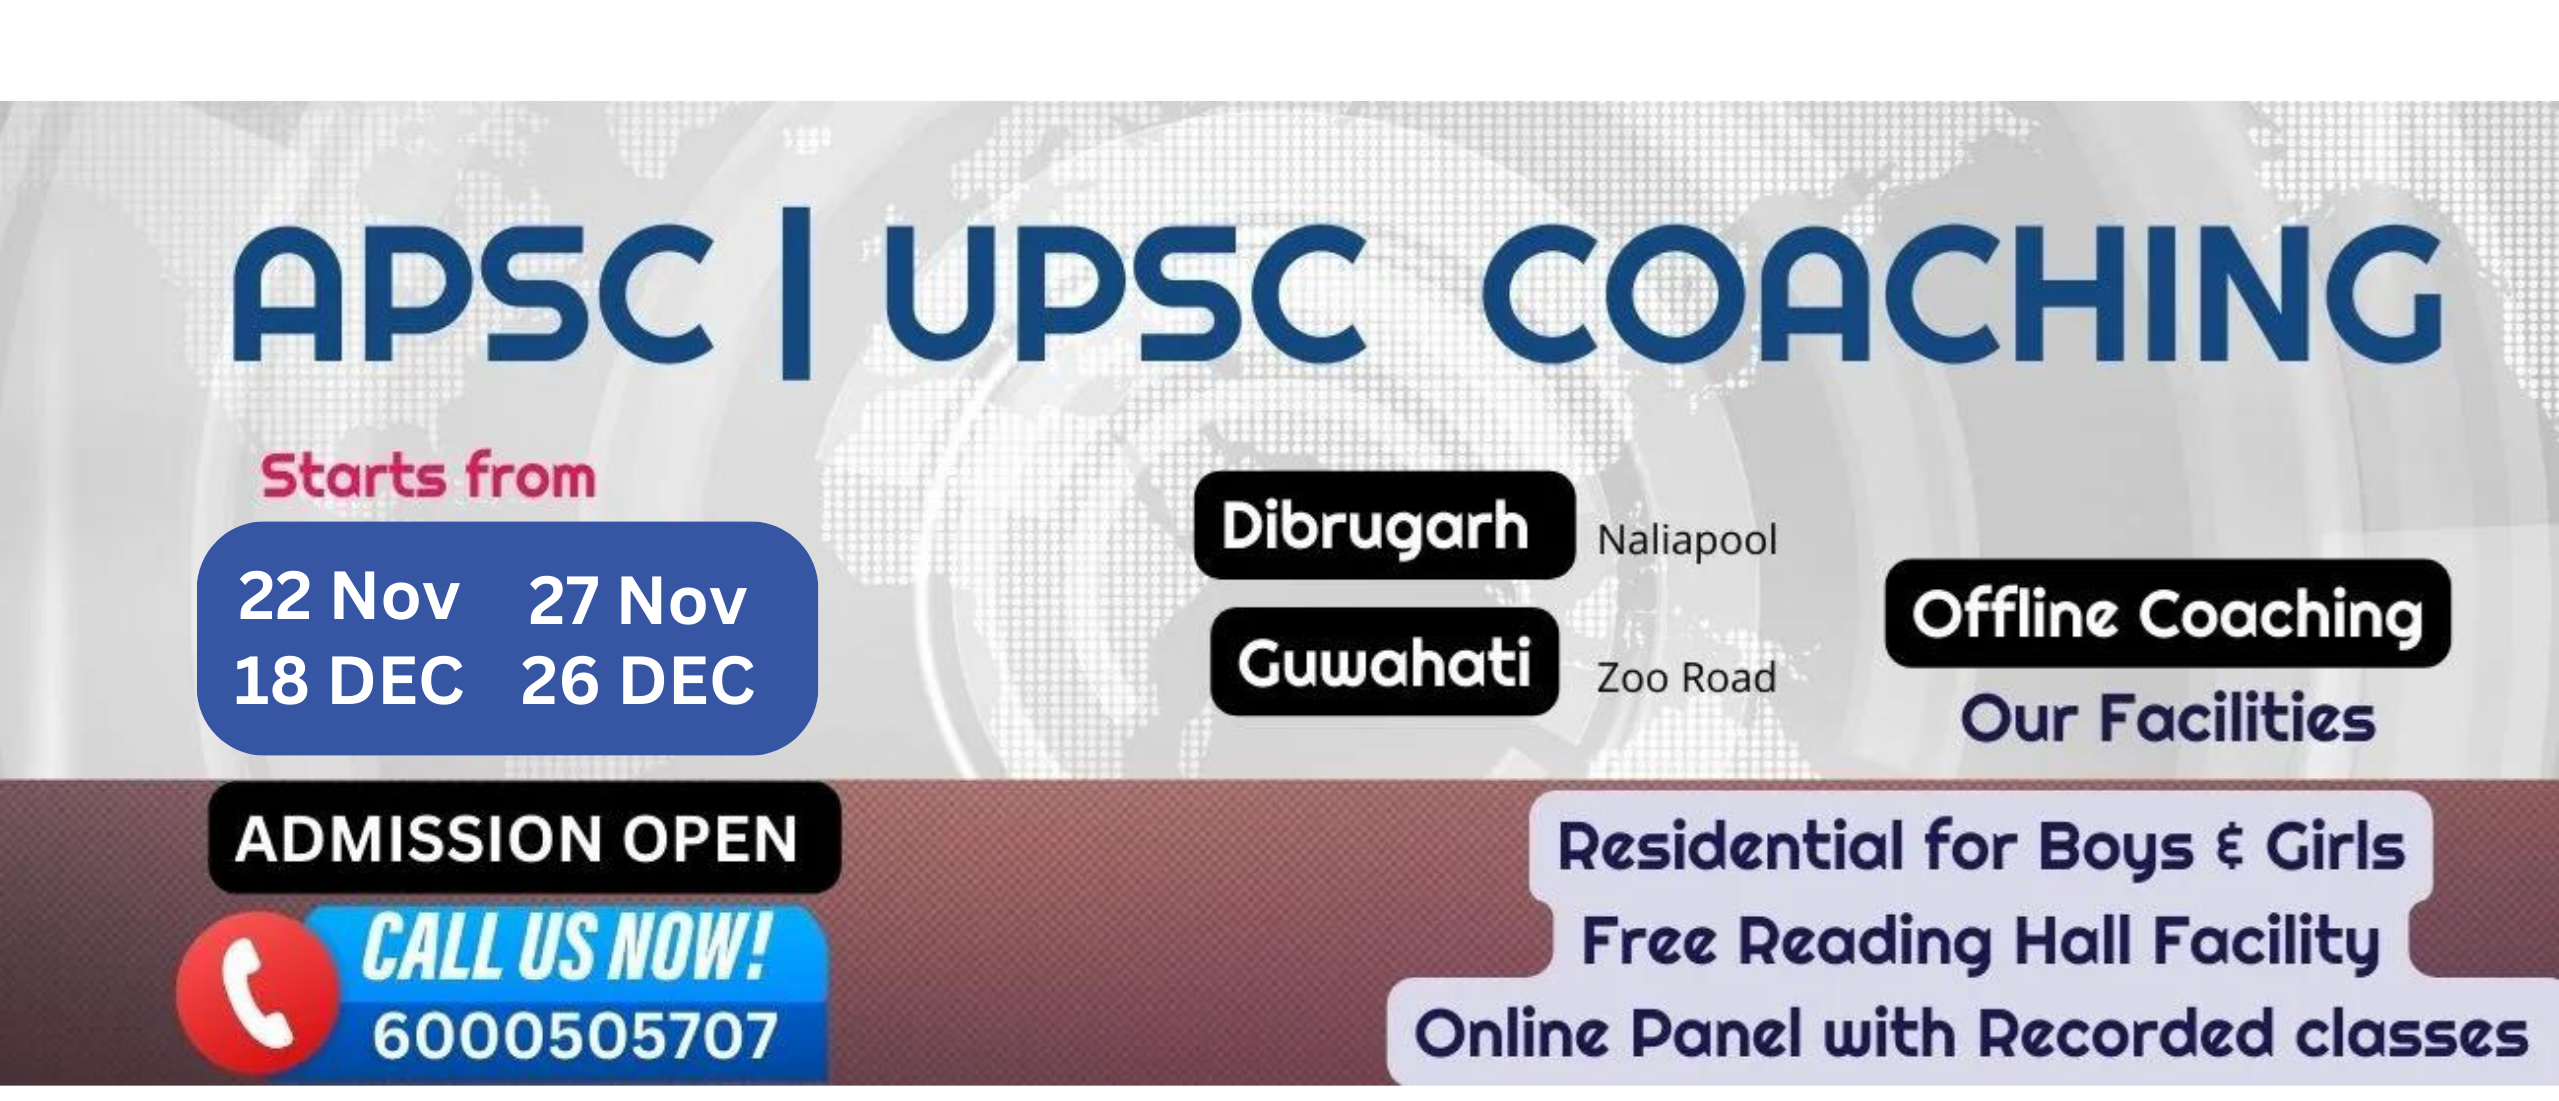 APSC | UPSC COACHING
Starts from
22 Nov 27 Nov
18 DEC 26 DEC
Dibrugarh Naliapool
Guwahati Zoo Road
Offline Coaching
Our Facilities
ADMISSION OPEN
CALL US NOW!
6000505707
Residential for Boys & Girls
Free Reading Hall Facility
Online Panel with Recorded classes